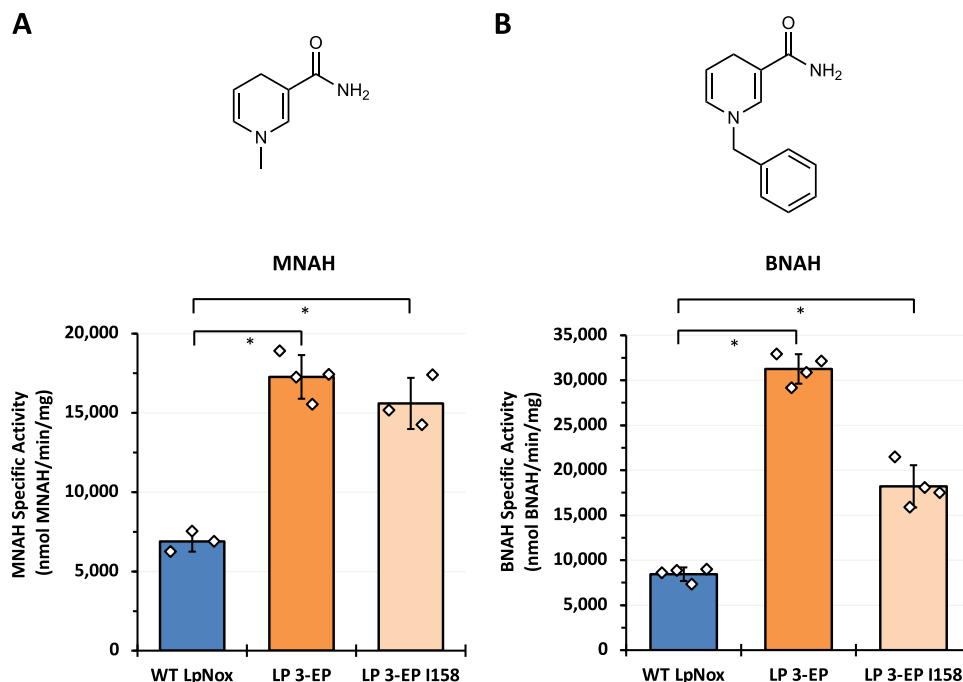 A
O
NH2
N
MNAH
*
*
MNAH Specific Activity
(nmol MNAH/min/mg)
20,000
15,000
10,000
5,000
0
WT LpNox
LP 3-EP
LP 3-EP I158
B
O
NH2
N
BNAH
*
*
BNAH Specific Activity
(nmol BNAH/min/mg)
35,000
30,000
25,000
20,000
15,000
10,000
5,000
0
WT LpNox
LP 3-EP
LP 3-EP I158